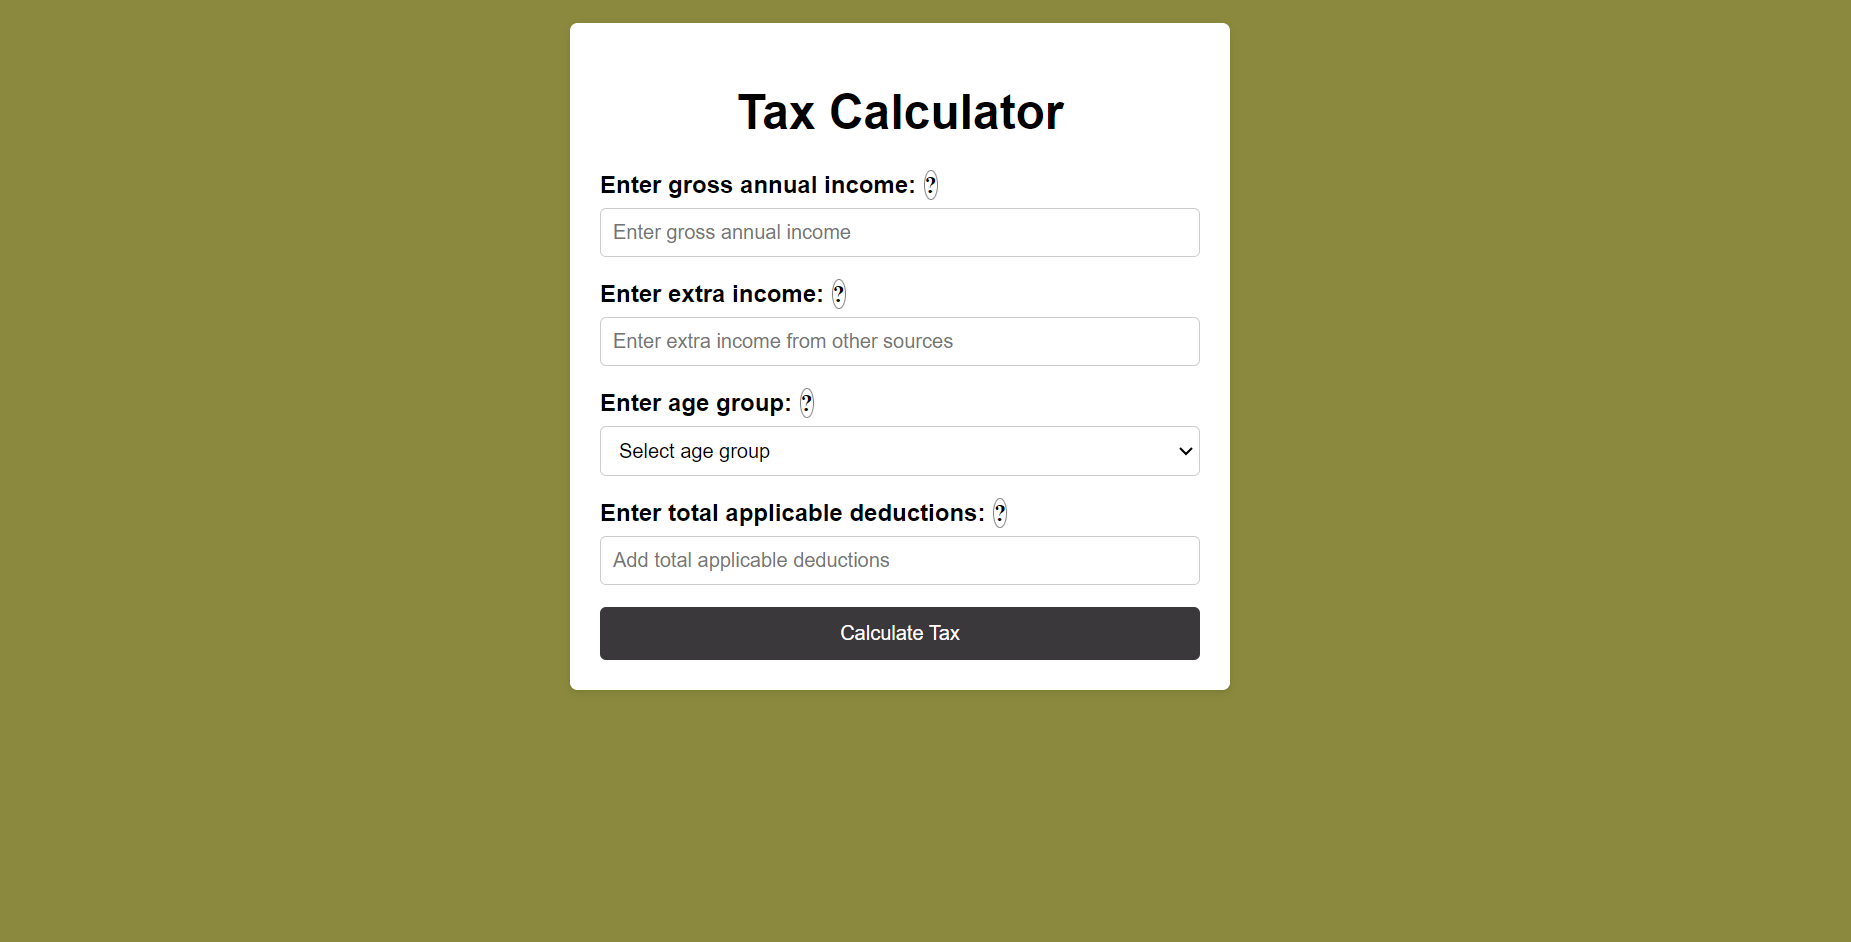 Tax Calculator
Enter gross annual income: ?
Enter gross annual income
Enter extra income: ?
Enter extra income from other sources
Enter age group: ?
Select age group
Enter total applicable deductions: ?
Add total applicable deductions
Calculate Tax